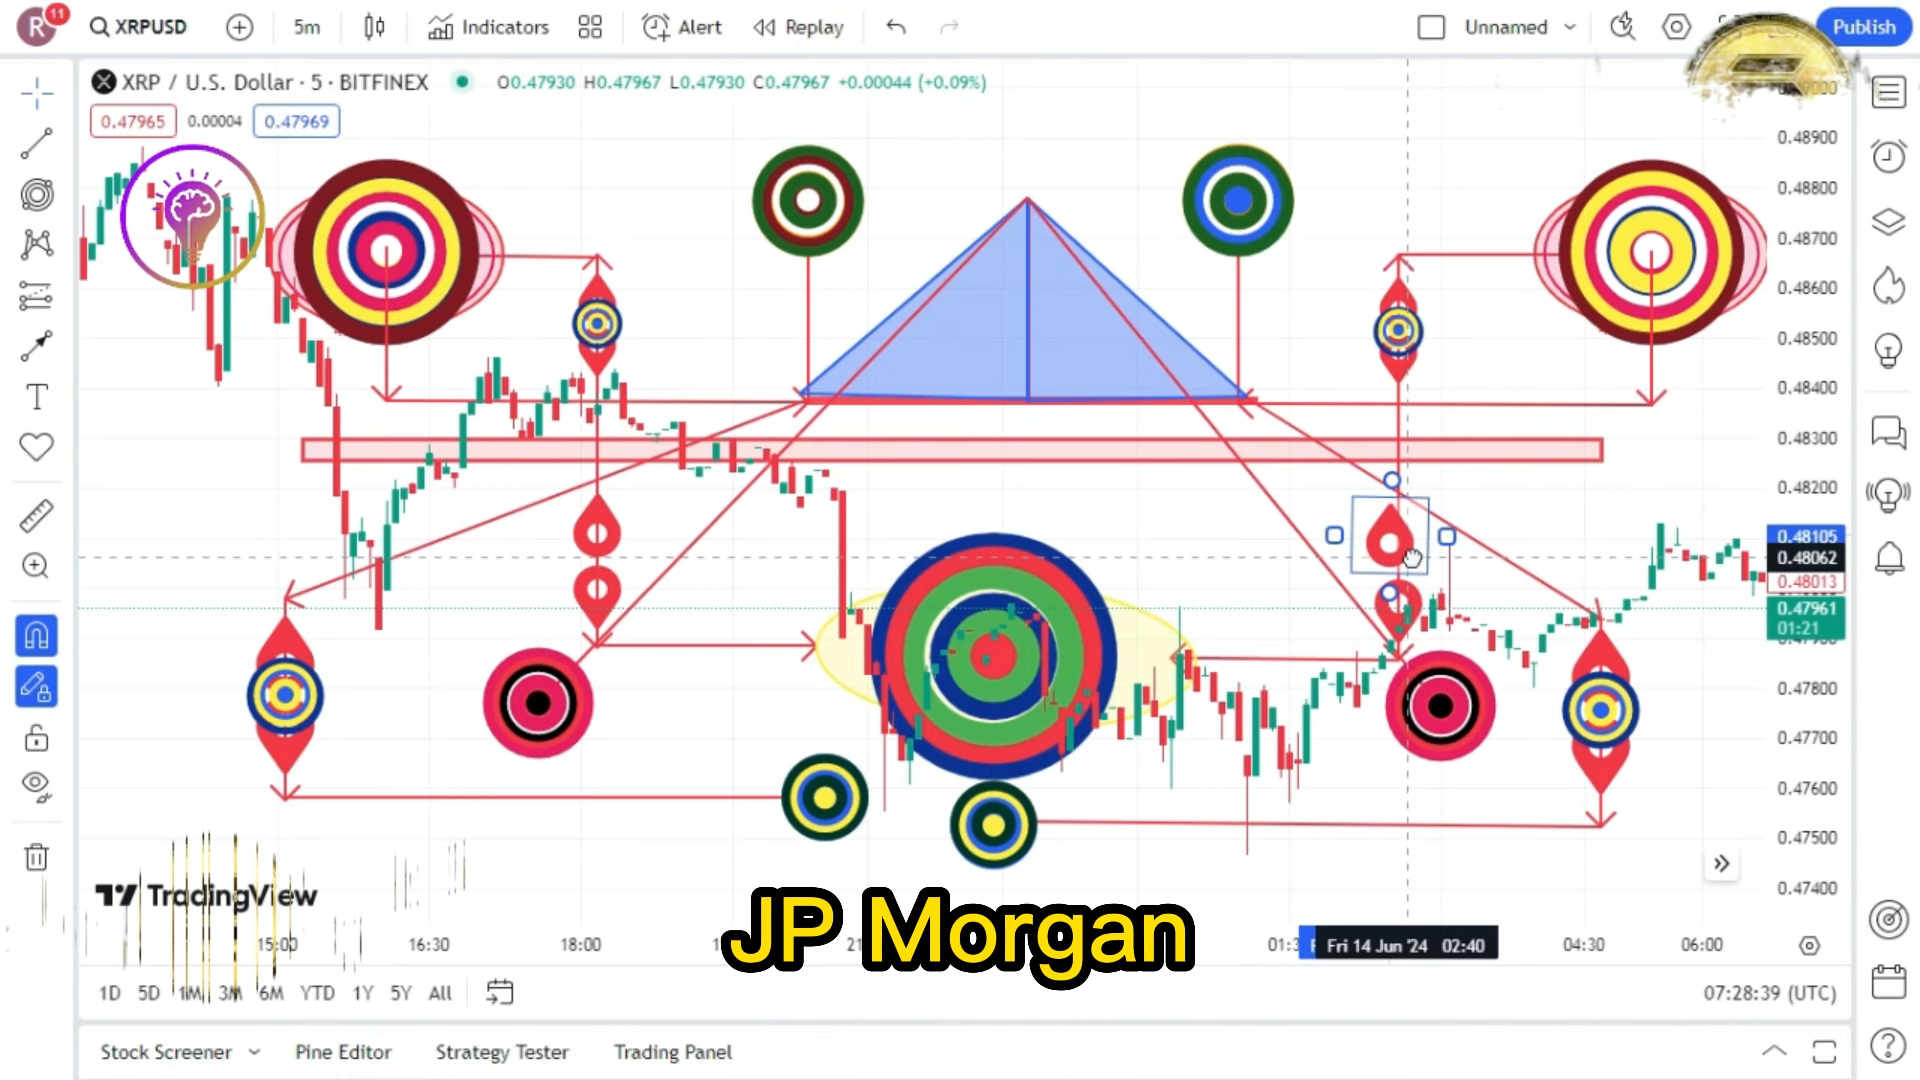 R 11 XRPUSD 5m Indicators Alert Replay Unnamed Publish
XRP / U.S. Dollar · 5 · BITFINEX O0.47930 H0.47967 L0.47930 C0.47967 +0.00044 (+0.09%)
0.47965 0.00004 0.47969
0.48900
0.48800
0.48700
0.48600
0.48500
0.48400
0.48300
0.48200
0.48105
0.48062
0.48013
0.47961
01:21
0.47800
0.47700
0.47600
0.47500
0.47400
TradingView
JP Morgan
15:00 16:30 18:00 Fri 14 Jun '24 02:40 04:30 06:00
1D 5D 1M 3M 6M YTD 1Y 5Y All 07:28:39 (UTC)
Stock Screener Pine Editor Strategy Tester Trading Panel